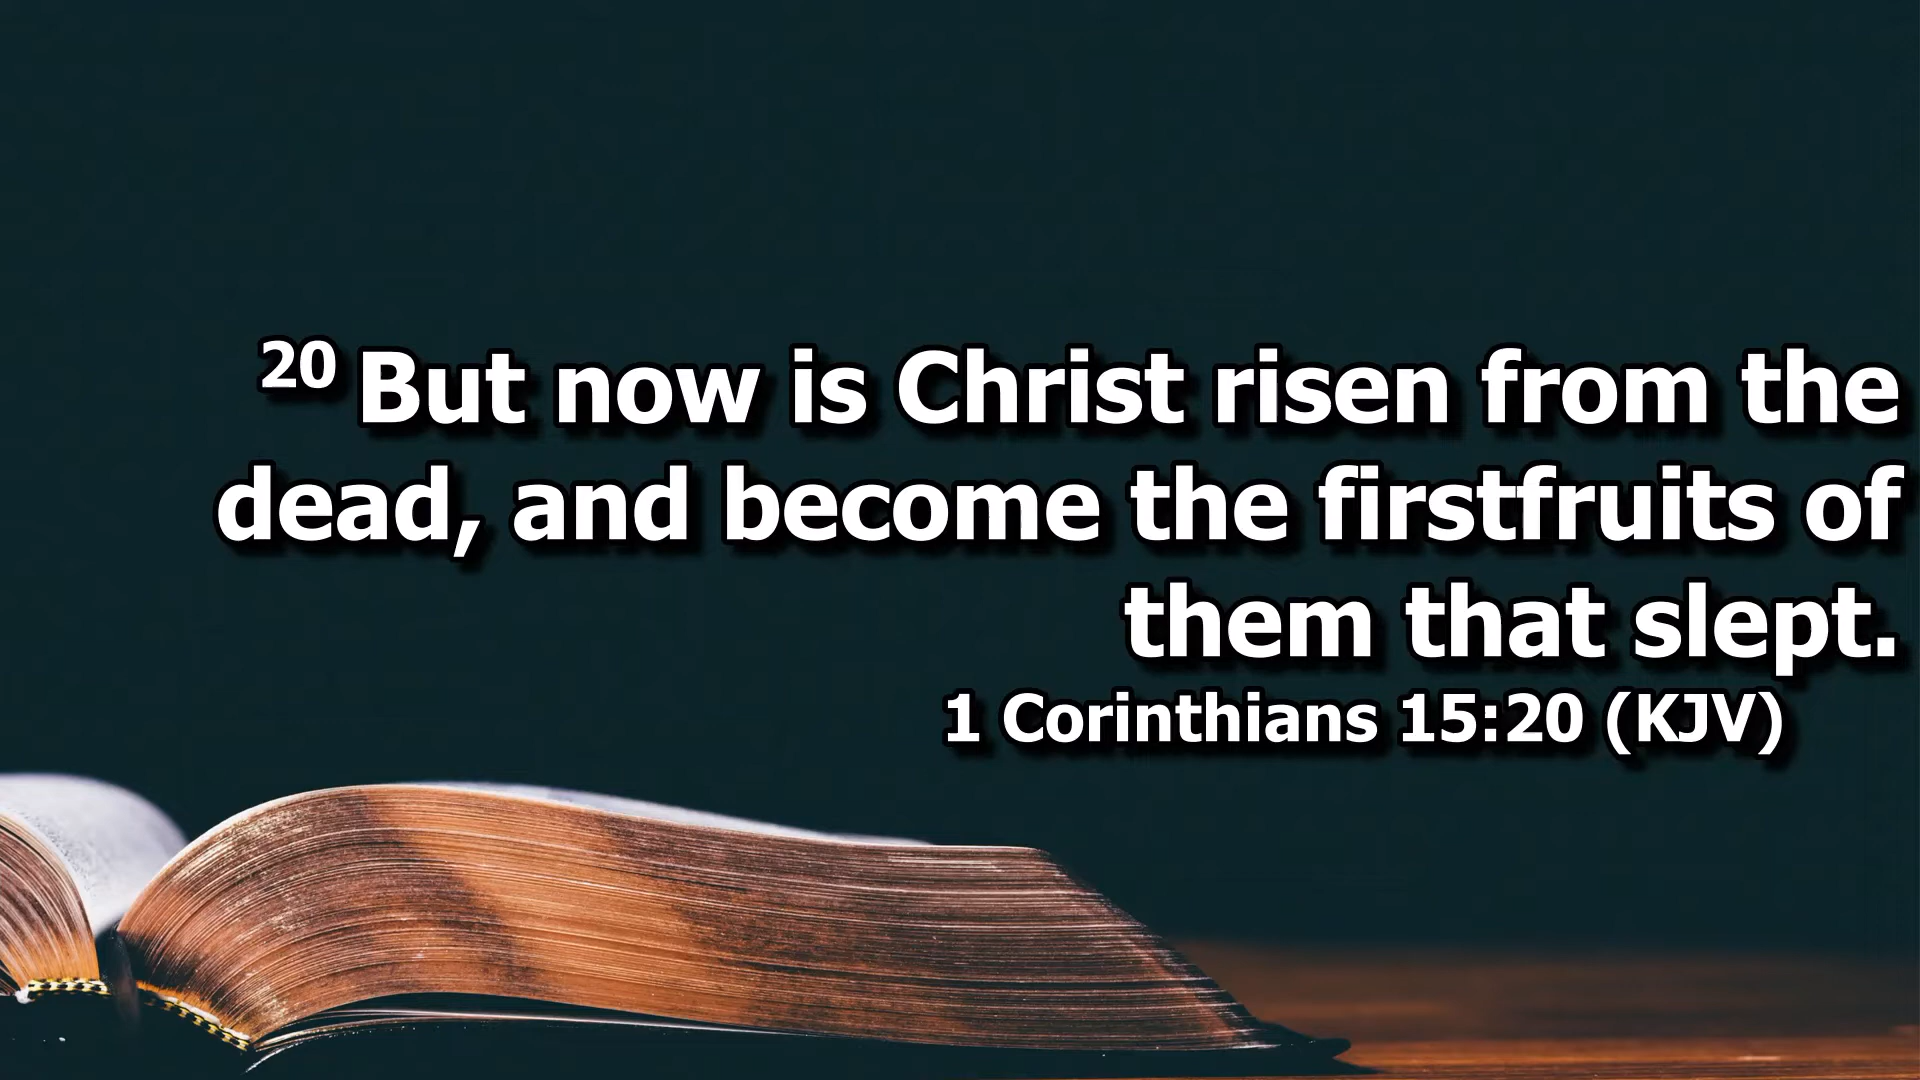 20 But now is Christ risen from the
dead, and become the firstfruits of
them that slept.
1 Corinthians 15:20 (KJV)